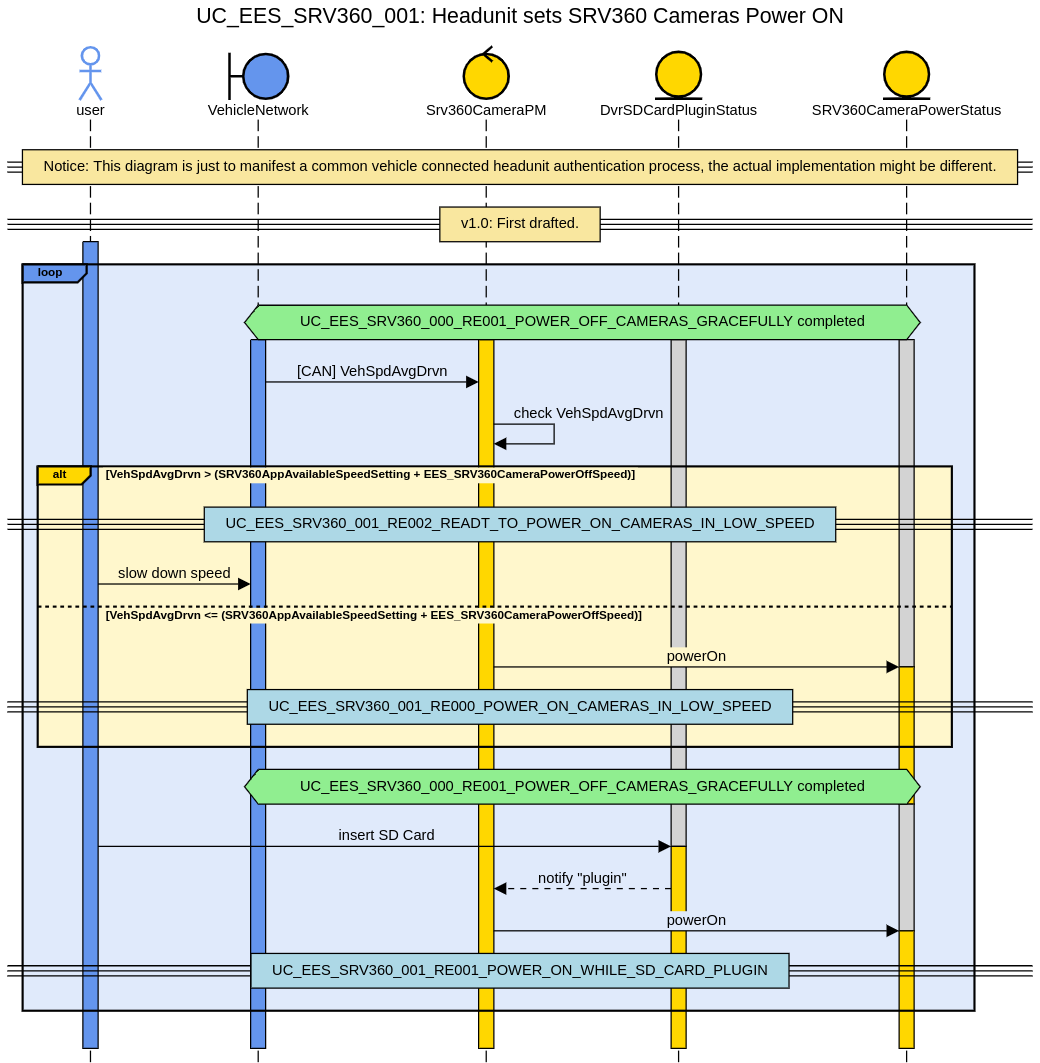 UC_EES_SRV360_001: Headunit sets SRV360 Cameras Power ON
user
VehicleNetwork
Srv360CameraPM
DvrSDCardPluginStatus
SRV360CameraPowerStatus
Notice: This diagram is just to manifest a common vehicle connected headunit authentication process, the actual implementation might be different.
v1.0: First drafted.
loop
UC_EES_SRV360_000_RE001_POWER_OFF_CAMERAS_GRACEFULLY completed
[CAN] VehSpdAvgDrvn
check VehSpdAvgDrvn
alt
[VehSpdAvgDrvn > (SRV360AppAvailableSpeedSetting + EES_SRV360CameraPowerOffSpeed)]
UC_EES_SRV360_001_RE002_READT_TO_POWER_ON_CAMERAS_IN_LOW_SPEED
slow down speed
[VehSpdAvgDrvn <= (SRV360AppAvailableSpeedSetting + EES_SRV360CameraPowerOffSpeed)]
powerOn
UC_EES_SRV360_001_RE000_POWER_ON_CAMERAS_IN_LOW_SPEED
UC_EES_SRV360_000_RE001_POWER_OFF_CAMERAS_GRACEFULLY completed
insert SD Card
notify "plugin"
powerOn
UC_EES_SRV360_001_RE001_POWER_ON_WHILE_SD_CARD_PLUGIN